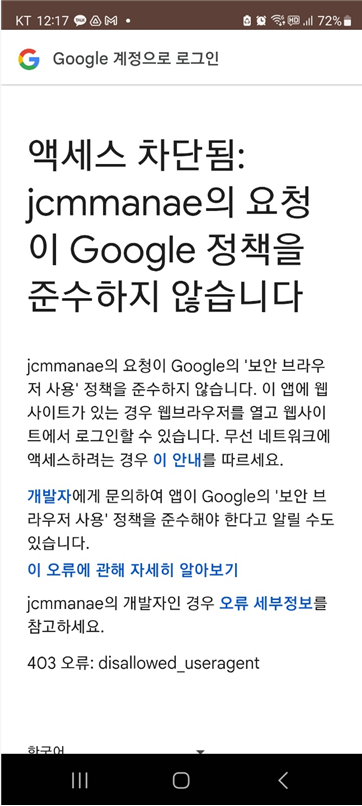 KT 12:17
HD 72%
Google 계정으로 로그인
액세스 차단됨:
jcmmanae의 요청
이 Google 정책을
준수하지 않습니다
jcmmanae의 요청이 Google의 '보안 브라우
저 사용' 정책을 준수하지 않습니다. 이 앱에 웹
사이트가 있는 경우 웹브라우저를 열고 웹사이
트에서 로그인할 수 있습니다. 무선 네트워크에
액세스하려는 경우 이 안내를 따르세요.
개발자에게 문의하여 앱이 Google의 '보안 브
라우저 사용' 정책을 준수해야 한다고 알릴 수도
있습니다.
이 오류에 관해 자세히 알아보기
jcmmanae의 개발자인 경우 오류 세부정보를
참고하세요.
403 오류: disallowed_useragent
한국어